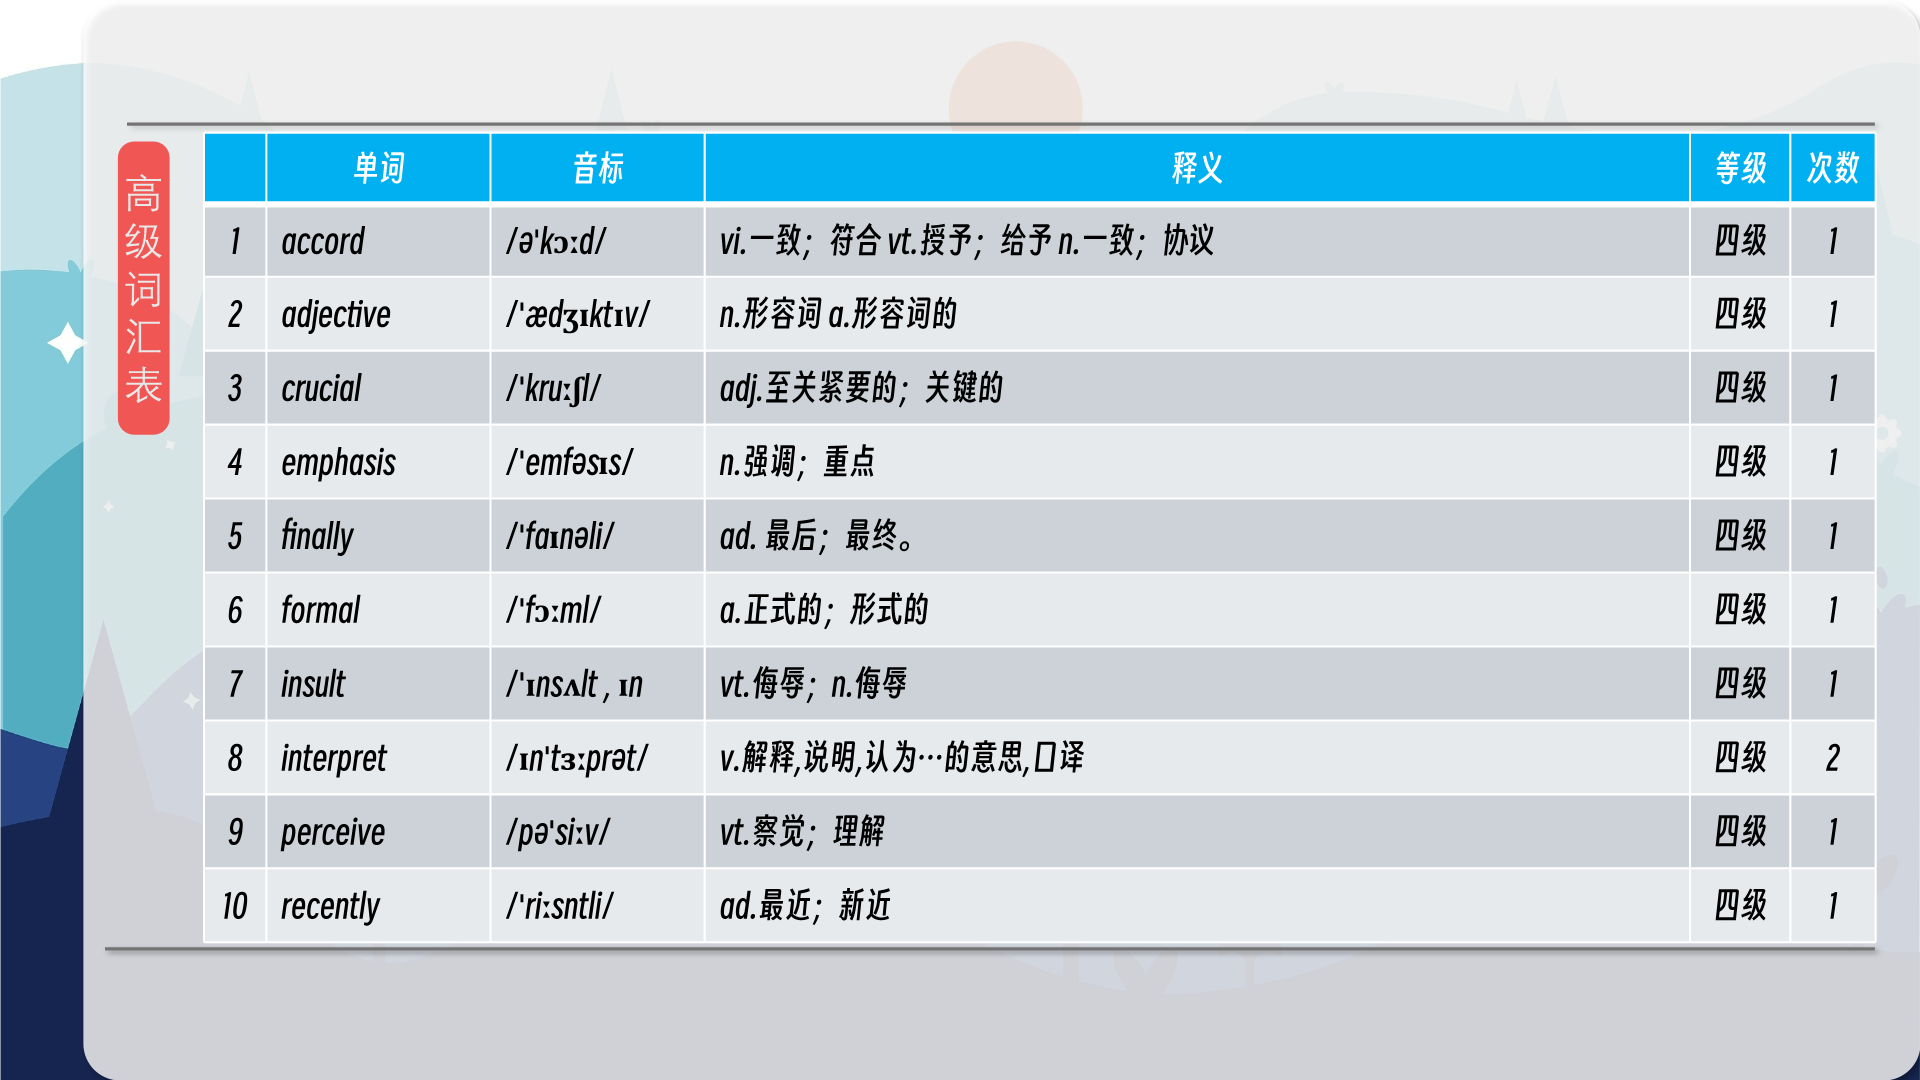 高级词汇表
单词 音标 释义 等级 次数
1 accord /ə'kɔːd/ vi.一致；符合 vt.授予；给予 n.一致；协议 四级 1
2 adjective /'ædʒɪktɪv/ n.形容词 a.形容词的 四级 1
3 crucial /'kruːʃl/ adj.至关紧要的；关键的 四级 1
4 emphasis /'emfəsɪs/ n.强调；重点 四级 1
5 finally /'faɪnəli/ ad. 最后；最终。 四级 1
6 formal /'fɔːml/ a.正式的；形式的 四级 1
7 insult /'ɪnsʌlt , ɪn vt.侮辱；n.侮辱 四级 1
8 interpret /ɪn'tɜːprət/ v.解释,说明,认为…的意思,口译 四级 2
9 perceive /pə'siːv/ vt.察觉；理解 四级 1
10 recently /'riːsntli/ ad.最近；新近 四级 1